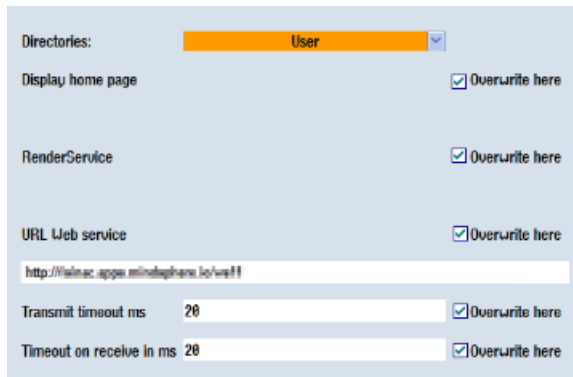 Directories: User
Display home page Overwrite here
RenderService Overwrite here
URL Web service Overwrite here
Transmit timeout ms 20 Overwrite here
Timeout on receive in ms 20 Overwrite here